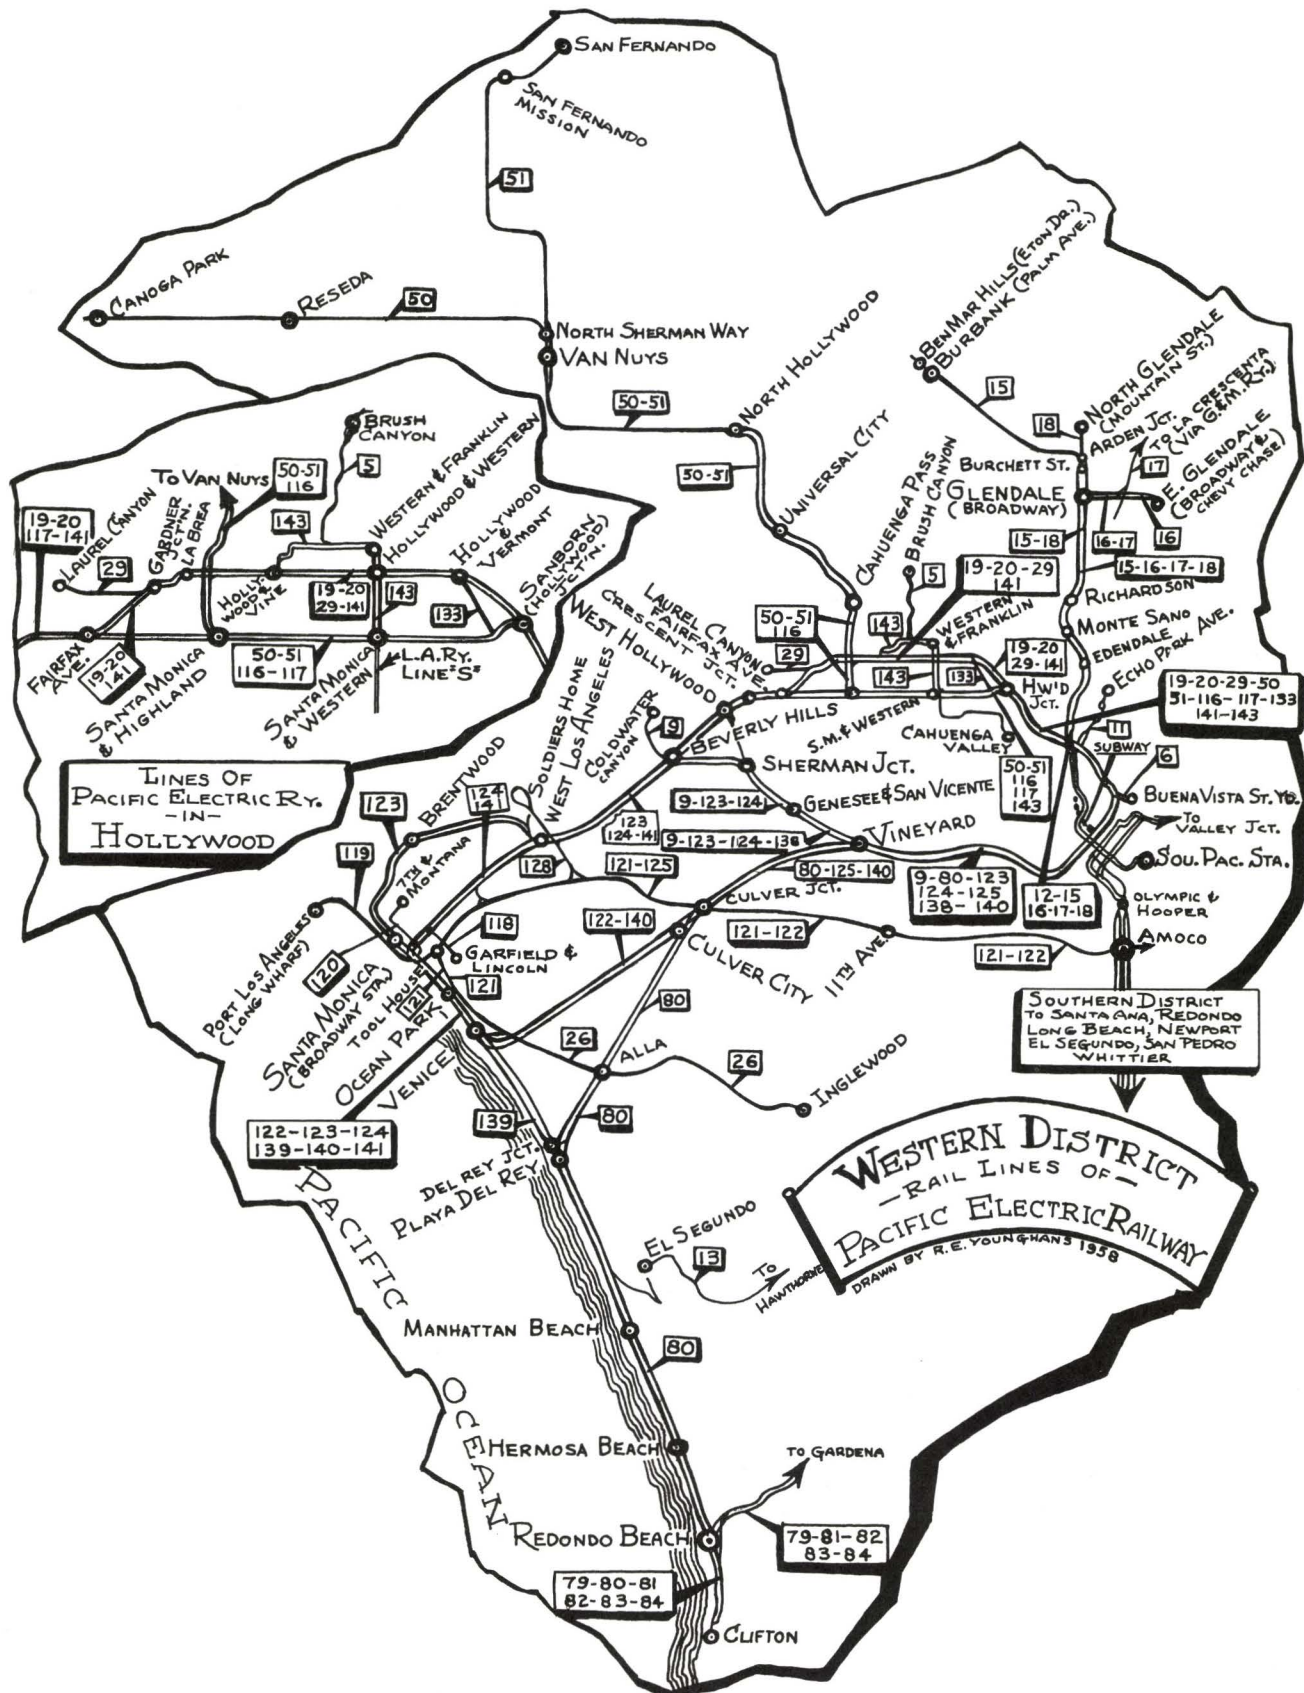 SAN FERNANDO
SAN FERNANDO
MISSION
51
CANOGA PARK
RESEDA
50
NORTH SHERMAN WAY
VAN NUYS
50-51
NORTH HOLLYWOOD
50-51
UNIVERSAL CITY
BEN MAR HILLS (ETON DR.)
BURBANK (PALM AVE.)
15
NORTH GLENDALE
(MOUNTAIN ST.)
18
ARDEN JCT.
TO LA CRESCENTA
(VIA G.&M.RY.)
17
E. GLENDALE
(BROADWAY &
CHEVY CHASE)
BURCHETT ST.
GLENDALE
(BROADWAY)
16-17
16
15-18
15-16-17-18
RICHARDSON
MONTE SANO
EDENDALE
ECHO PARK AVE.
CAHUENGA PASS
BRUSH CANYON
5
19-20-29
141
WESTERN
& FRANKLIN
143
50-51
116
LAUREL CANYON
FAIRFAX AVE.
CRESCENT JCT.
WEST HOLLYWOOD
29
143
133
19-20
29-141
HW'D
JCT.
19-20-29-50
51-116-117-133
141-143
11
SUBWAY
6
BUENA VISTA ST. YD.
TO
VALLEY JCT.
SOU. PAC. STA.
OLYMPIC &
HOOPER
AMOCO
S.M. & WESTERN
CAHUENGA
VALLEY
50-51
116
117
143
BEVERLY HILLS
SHERMAN JCT.
GENESEE & SAN VICENTE
VINEYARD
COLDWATER
CANYON
9
SOLDIERS HOME
WEST LOS ANGELES
BRENTWOOD
123
124
141
123
124-141
9-123-124
9-123-124-138
80-125-140
9-80-123
124-125
138-140
12-15
16-17-18
119
7TH &
MONTANA
128
121-125
CULVER JCT.
122-140
121-122
CULVER CITY
11TH AVE.
121-122
118
GARFIELD &
LINCOLN
121
121
120
PORT LOS ANGELES
(LONG WHARF)
SANTA MONICA
(BROADWAY STA.)
TOOL HOUSE
OCEAN PARK
VENICE
80
26
ALLA
26
INGLEWOOD
122-123-124
139-140-141
139
80
DEL REY JCT.
PLAYA DEL REY
EL SEGUNDO
13
TO
HAWTHORNE
MANHATTAN BEACH
80
HERMOSA BEACH
TO GARDENA
REDONDO BEACH
79-81-82
83-84
79-80-81
82-83-84
CLIFTON
PACIFIC
OCEAN
SOUTHERN DISTRICT
TO SANTA ANA, REDONDO
LONG BEACH, NEWPORT
EL SEGUNDO, SAN PEDRO
WHITTIER
WESTERN DISTRICT
-RAIL LINES OF-
PACIFIC ELECTRIC RAILWAY
DRAWN BY R.E. YOUNGHANS 1958
BRUSH
CANYON
5
TO VAN NUYS
50-51
116
WESTERN & FRANKLIN
HOLLYWOOD & WESTERN
HOLLYWOOD
&
VERMONT
SANBORN
(HOLLYWOOD
JCT'N.)
19-20
117-141
LAUREL CANYON
29
GARDNER
JCT'N.
LA BREA
143
HOLLY-
WOOD &
VINE
19-20
29-141
143
133
FAIRFAX
AVE.
19-20
141
SANTA MONICA
& HIGHLAND
50-51
116-117
SANTA MONICA
& WESTERN
L.A.RY.
LINE "S"
LINES OF
PACIFIC ELECTRIC RY.
-IN-
HOLLYWOOD